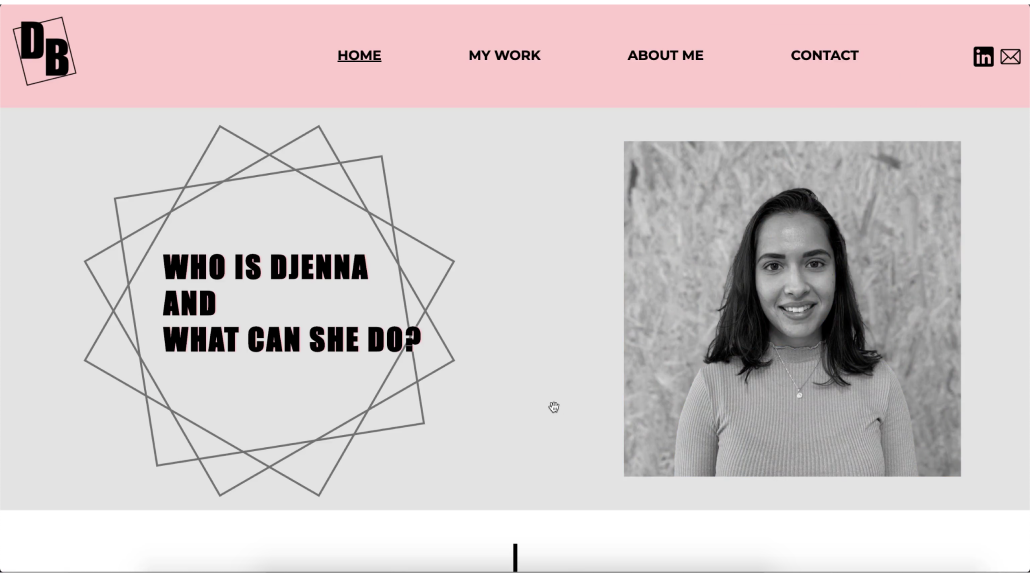 DB
HOME
MY WORK
ABOUT ME
CONTACT
in
WHO IS DJENNA
AND
WHAT CAN SHE DO?